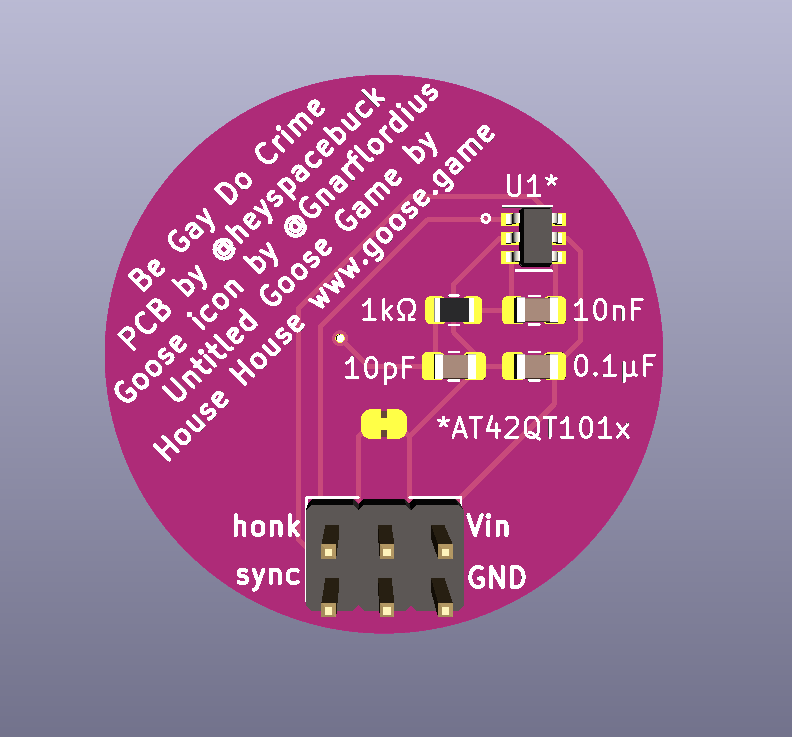 Be Gay Do Crime
PCB by @heyspacebuck
Goose icon by @Gnarflordius
Untitled Goose Game by
House House www.goose.game
U1*
1kΩ
10nF
10pF
0.1µF
*AT42QT101x
honk
Vin
sync
GND